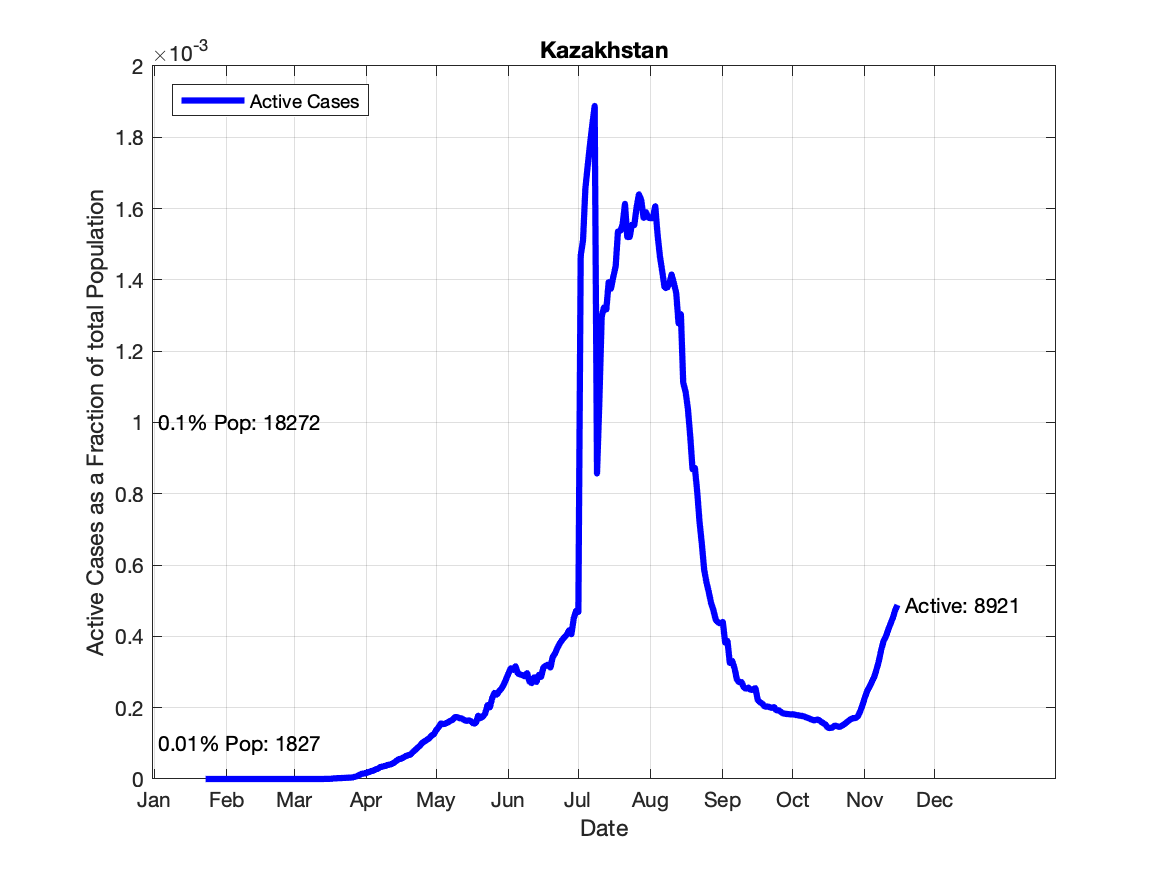 Kazakhstan
×10-3
Active Cases
2
1.8
1.6
1.4
1.2
1
0.8
0.6
0.4
0.2
0
Active Cases as a Fraction of total Population
0.1% Pop: 18272
0.01% Pop: 1827
Active: 8921
Jan Feb Mar Apr May Jun Jul Aug Sep Oct Nov Dec
Date